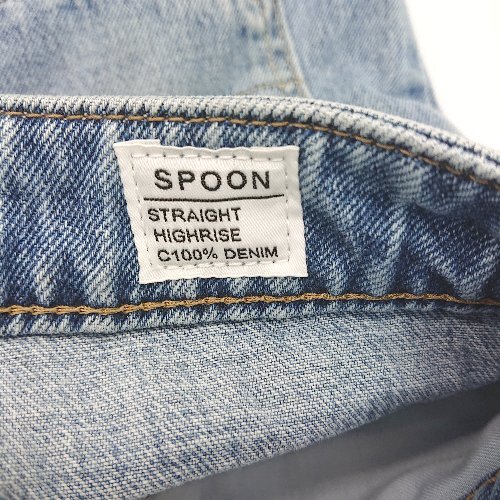 SPOON
STRAIGHT
HIGHRISE
C100% DENIM